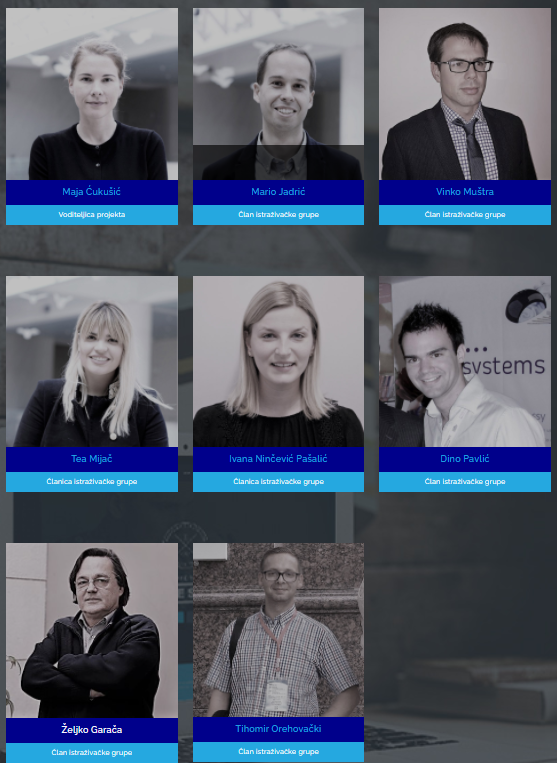 Maja Ćukušić
Voditeljica projekta
Mario Jadrić
Član istraživačke grupe
Vinko Muštra
Član istraživačke grupe
systems
Tea Mijač
Članica istraživačke grupe
Ivana Ninčević Pašalić
Članica istraživačke grupe
Dino Pavlić
Član istraživačke grupe
Željko Garača
Član istraživačke grupe
Tihomir Orehovački
Član istraživačke grupe